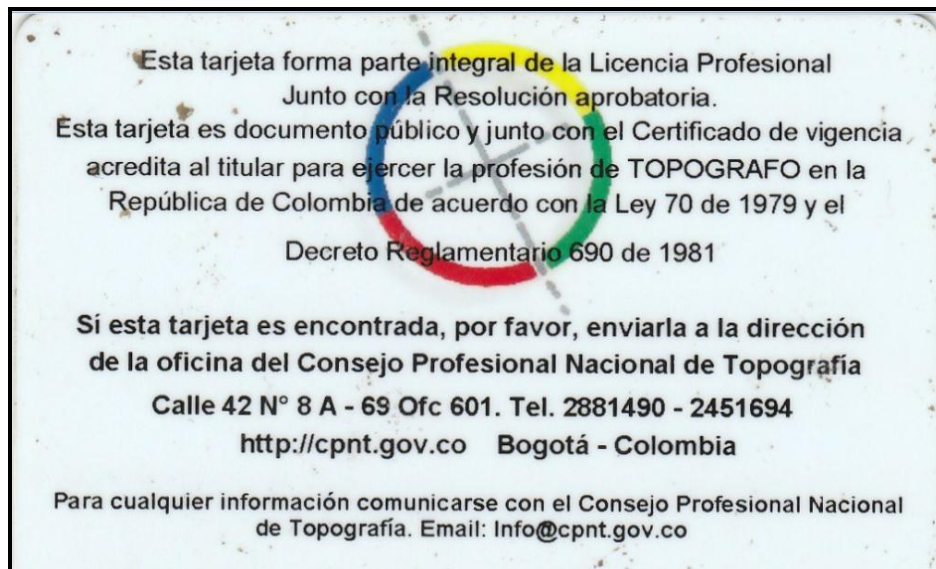 Esta tarjeta forma parte integral de la Licencia Profesional
Junto con la Resolución aprobatoria.
Esta tarjeta es documento público y junto con el Certificado de vigencia
acredita al titular para ejercer la profesión de TOPOGRAFO en la
República de Colombia de acuerdo con la Ley 70 de 1979 y el
Decreto Reglamentario 690 de 1981
Sí esta tarjeta es encontrada, por favor, enviarla a la dirección
de la oficina del Consejo Profesional Nacional de Topografía
Calle 42 N° 8 A - 69 Ofc 601. Tel. 2881490 - 2451694
http://cpnt.gov.co Bogotá - Colombia
Para cualquier información comunicarse con el Consejo Profesional Nacional
de Topografía. Email: Info@cpnt.gov.co